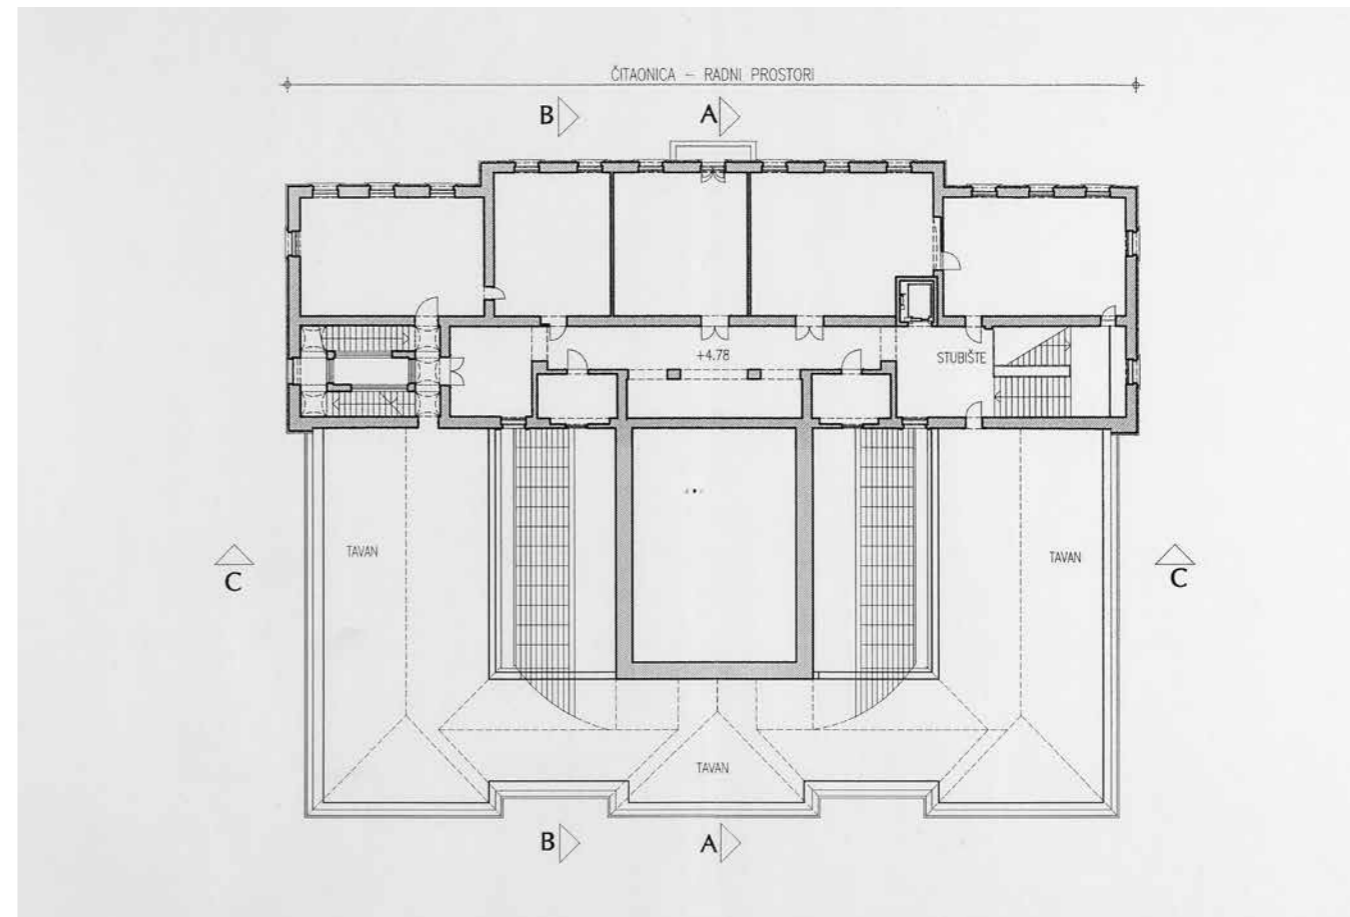 ČITAONICA – RADNI PROSTORI
B
A
+4.78
STUBIŠTE
TAVAN
TAVAN
C
C
TAVAN
B
A